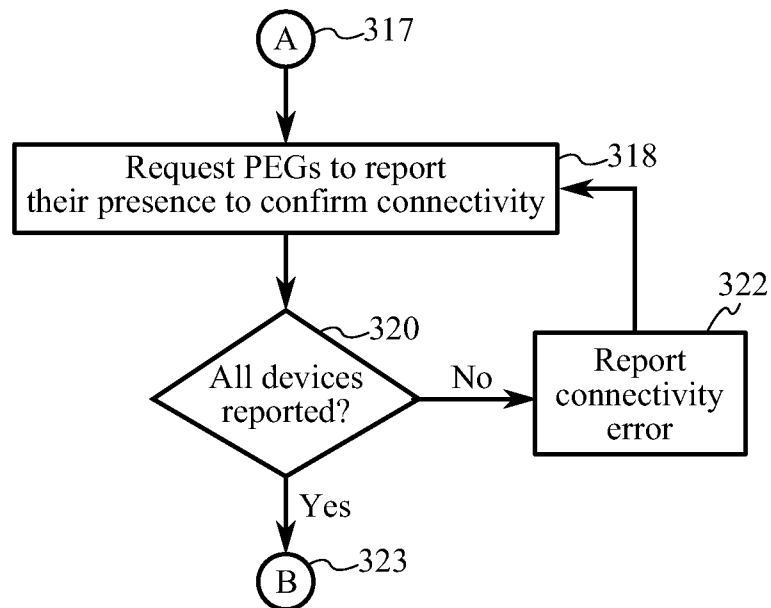 A
317
Request PEGs to report
their presence to confirm connectivity
318
All devices
reported?
320
No
Report
connectivity
error
322
Yes
B
323